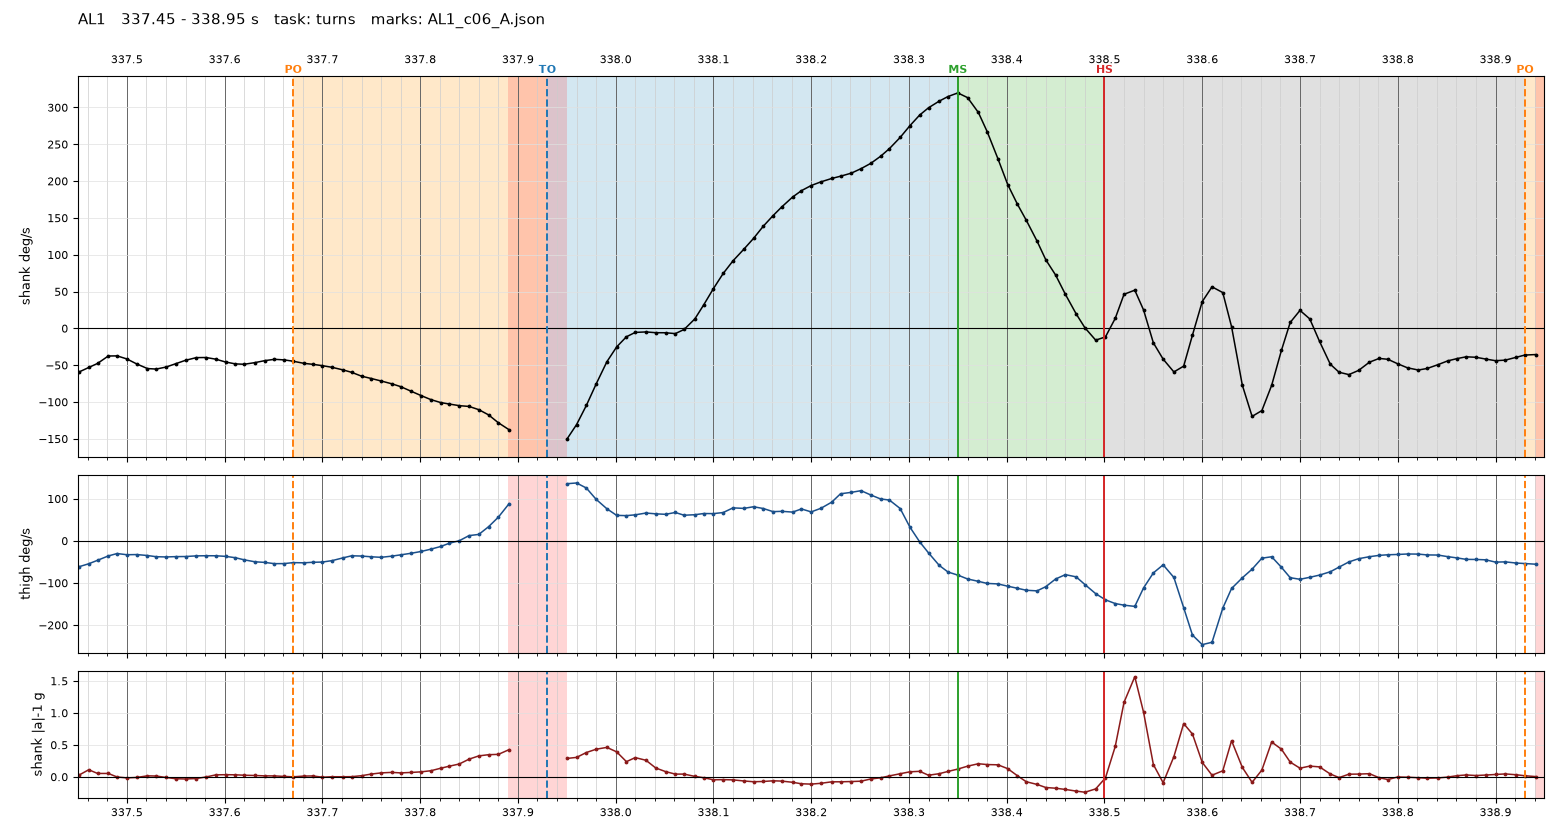 AL1   337.45 - 338.95 s   task: turns   marks: AL1_c06_A.json
337.5 337.6 337.7 337.8 337.9 338.0 338.1 338.2 338.3 338.4 338.5 338.6 338.7 338.8 338.9
PO TO MS HS PO
shank deg/s
300
250
200
150
100
50
0
−50
−100
−150
thigh deg/s
100
0
−100
−200
shank |a|-1 g
1.5
1.0
0.5
0.0
337.5 337.6 337.7 337.8 337.9 338.0 338.1 338.2 338.3 338.4 338.5 338.6 338.7 338.8 338.9